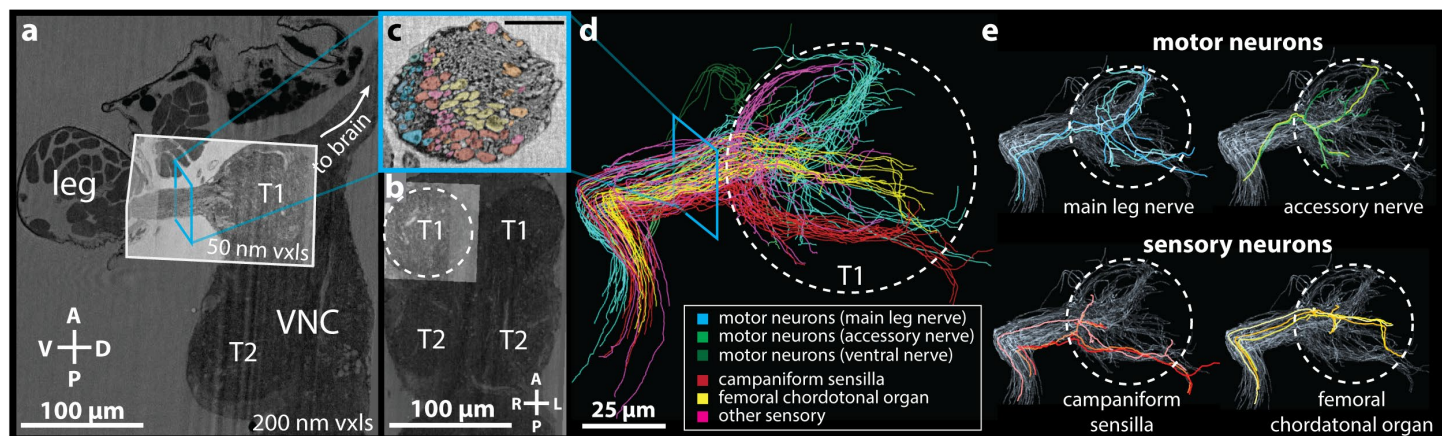 a
leg
T1
50 nm vxls
to brain
VNC
T2
A
V D
P
100 µm
200 nm vxls
c
b
T1
T1
T2
T2
100 µm
A
R L
P
d
T1
25 µm
motor neurons (main leg nerve)
motor neurons (accessory nerve)
motor neurons (ventral nerve)
campaniform sensilla
femoral chordotonal organ
other sensory
e
motor neurons
main leg nerve
accessory nerve
sensory neurons
campaniform
sensilla
femoral
chordatonal organ